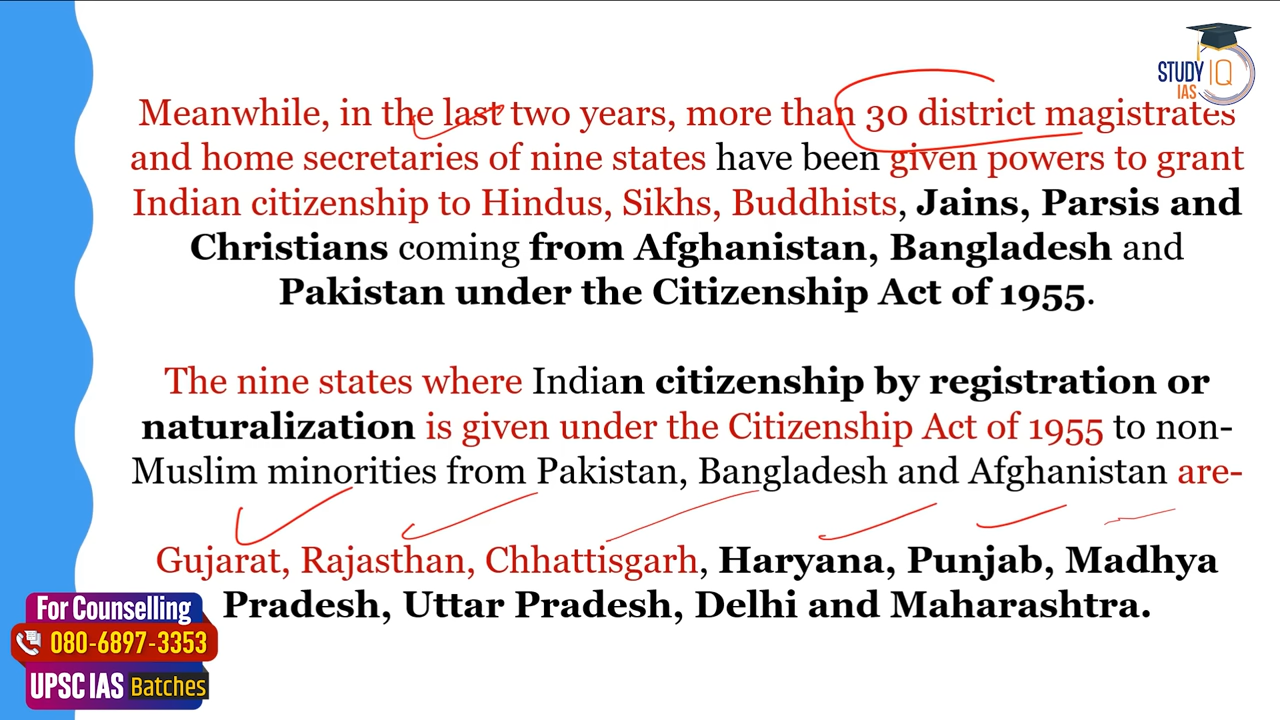 STUDY IQ
IAS
Meanwhile, in the last two years, more than 30 district magistrates
and home secretaries of nine states have been given powers to grant
Indian citizenship to Hindus, Sikhs, Buddhists, Jains, Parsis and
Christians coming from Afghanistan, Bangladesh and
Pakistan under the Citizenship Act of 1955.
The nine states where Indian citizenship by registration or
naturalization is given under the Citizenship Act of 1955 to non-
Muslim minorities from Pakistan, Bangladesh and Afghanistan are-
Gujarat, Rajasthan, Chhattisgarh, Haryana, Punjab, Madhya
Pradesh, Uttar Pradesh, Delhi and Maharashtra.
For Counselling
080-6897-3353
UPSC IAS Batches